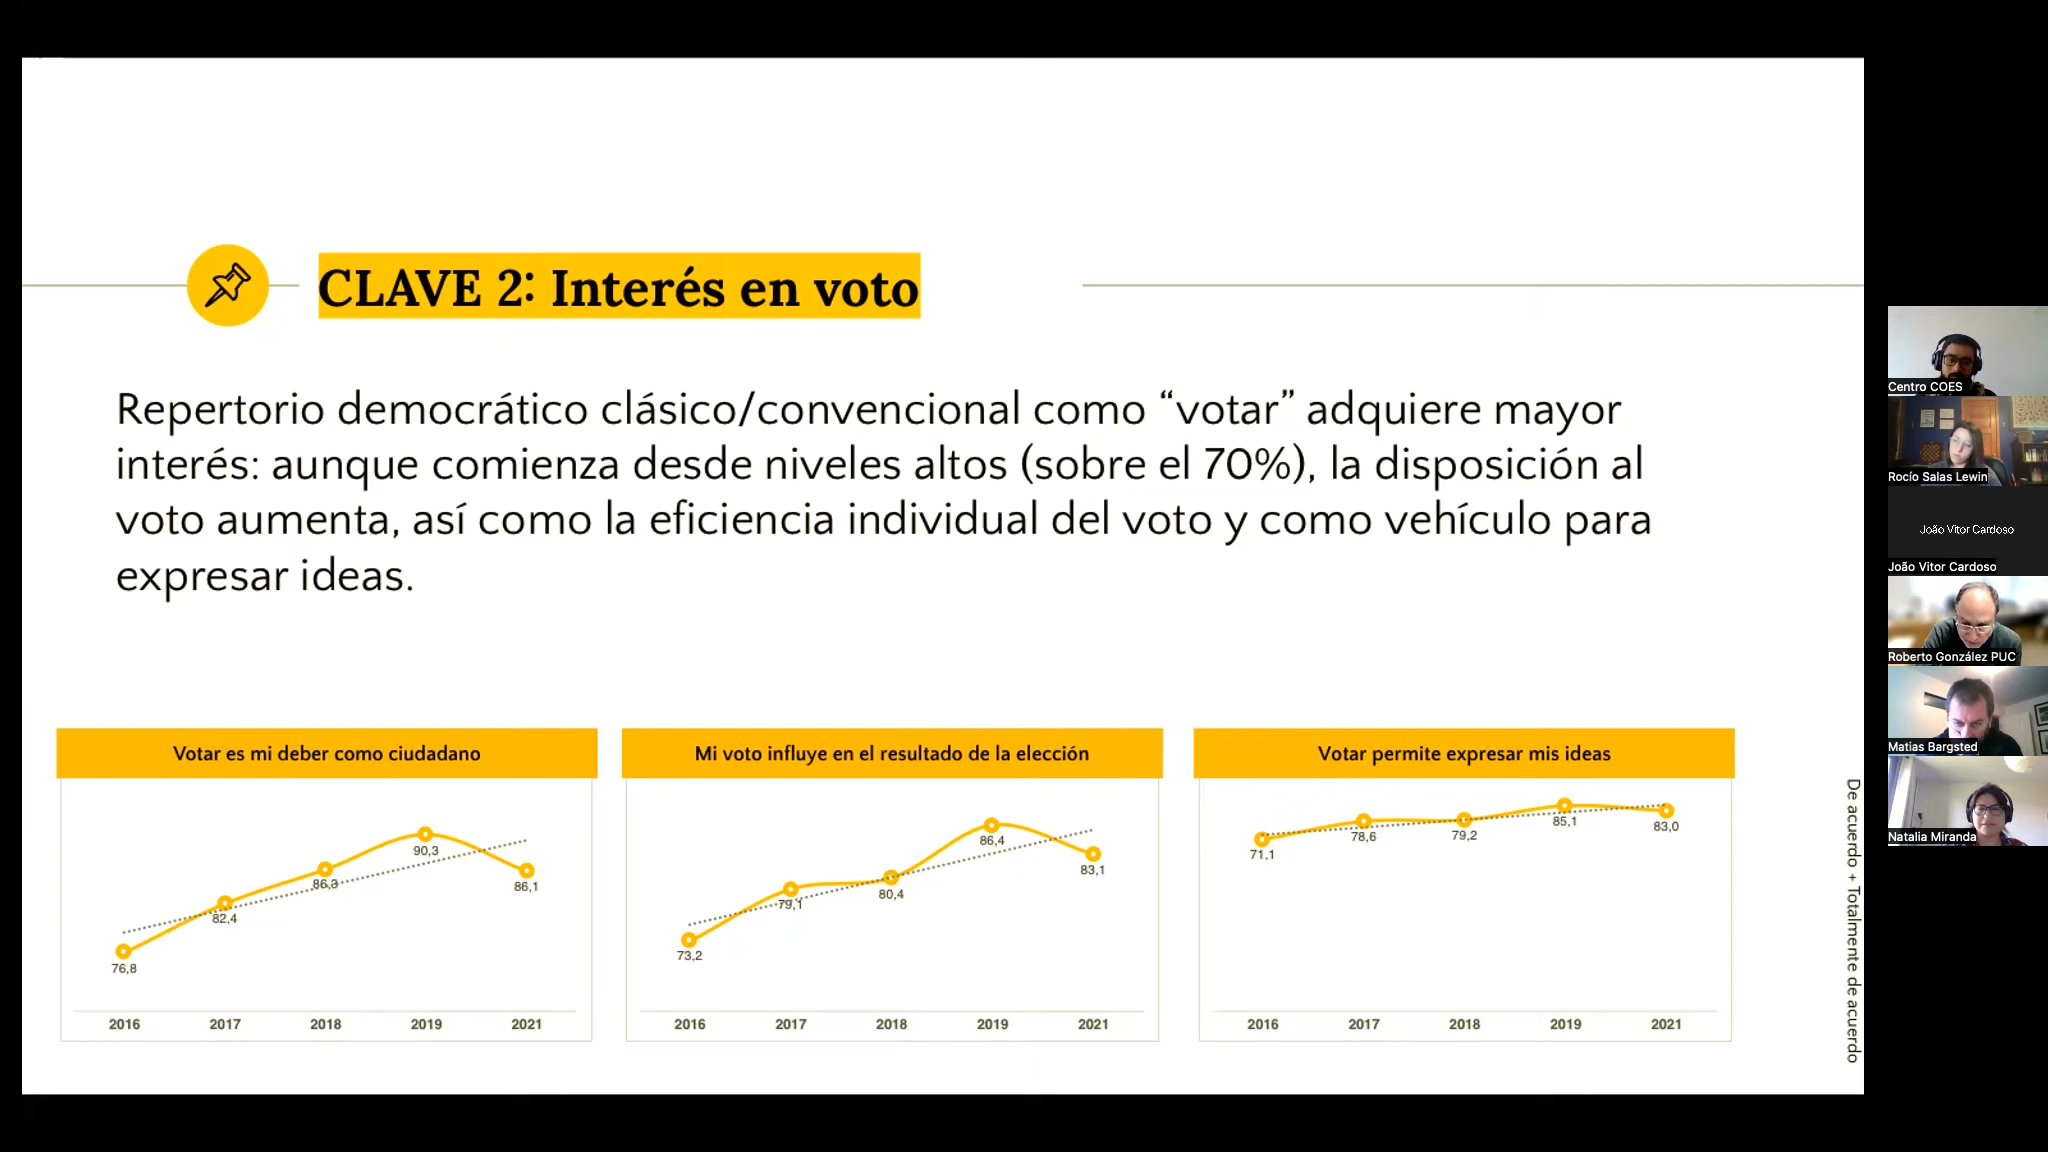 CLAVE 2: Interés en voto
Repertorio democrático clásico/convencional como “votar” adquiere mayor
interés: aunque comienza desde niveles altos (sobre el 70%), la disposición al
voto aumenta, así como la eficiencia individual del voto y como vehículo para
expresar ideas.
Votar es mi deber como ciudadano
76,8
82,4
86,3
90,3
86,1
2016 2017 2018 2019 2021
Mi voto influye en el resultado de la elección
73,2
79,1
80,4
86,4
83,1
2016 2017 2018 2019 2021
Votar permite expresar mis ideas
71,1
78,6
79,2
85,1
83,0
2016 2017 2018 2019 2021
De acuerdo + Totalmente de acuerdo
Centro COES
Rocío Salas Lewin
João Vitor Cardoso
João Vitor Cardoso
Roberto González PUC
Matias Bargsted
Natalia Miranda